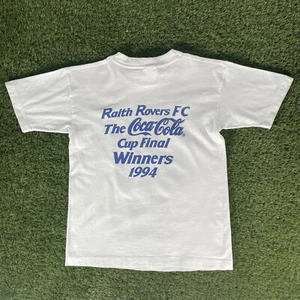 Raith Rovers FC
The Coca-Cola
Cup Final
Winners
1994